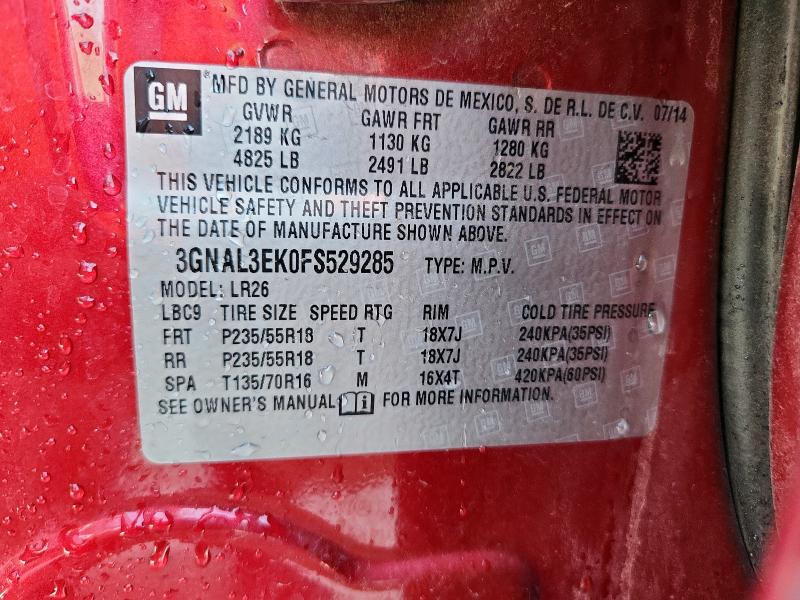 GM
® MFD BY GENERAL MOTORS DE MEXICO, S. DE R.L. DE C.V. 07/14
GVWR GAWR FRT GAWR RR
2189 KG 1130 KG 1280 KG
4825 LB 2491 LB 2822 LB
THIS VEHICLE CONFORMS TO ALL APPLICABLE U.S. FEDERAL MOTOR
VEHICLE SAFETY AND THEFT PREVENTION STANDARDS IN EFFECT ON
THE DATE OF MANUFACTURE SHOWN ABOVE.
3GNAL3EK0FS529285 TYPE: M.P.V.
MODEL: LR26
LBC9 TIRE SIZE SPEED RTG RIM COLD TIRE PRESSURE
FRT P235/55R18 T 18X7J 240KPA(35PSI)
RR P235/55R18 T 18X7J 240KPA(35PSI)
SPA T135/70R16 M 16X4T 420KPA(60PSI)
SEE OWNER'S MANUAL i FOR MORE INFORMATION.